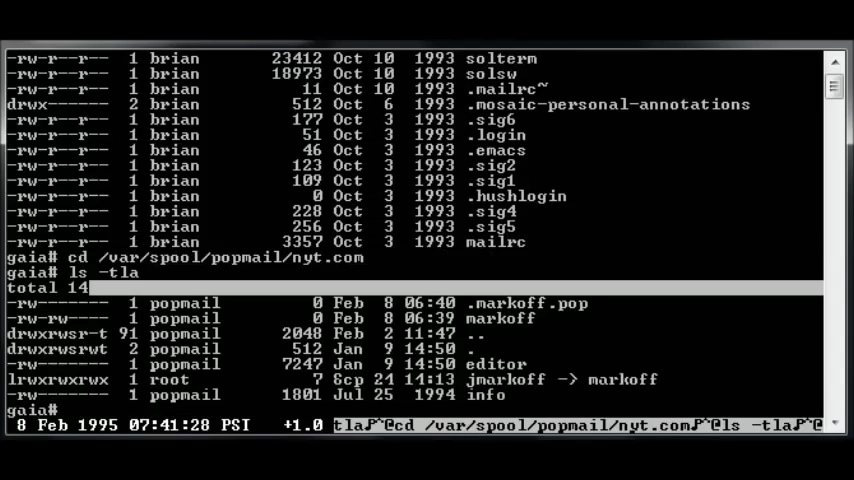 -rw-r--r-- 1 brian 23412 Oct 10 1993 solterm
-rw-r--r-- 1 brian 18973 Oct 10 1993 solsw
-rw-r--r-- 1 brian 11 Oct 10 1993 .mailrc~
drwx------ 2 brian 512 Oct 6 1993 .mosaic-personal-annotations
-rw-r--r-- 1 brian 177 Oct 3 1993 .sig6
-rw-r--r-- 1 brian 51 Oct 3 1993 .login
-rw-r--r-- 1 brian 46 Oct 3 1993 .emacs
-rw-r--r-- 1 brian 123 Oct 3 1993 .sig2
-rw-r--r-- 1 brian 109 Oct 3 1993 .sig1
-rw-r--r-- 1 brian 0 Oct 3 1993 .hushlogin
-rw-r--r-- 1 brian 228 Oct 3 1993 .sig4
-rw-r--r-- 1 brian 256 Oct 3 1993 .sig5
-rw-r--r-- 1 brian 3357 Oct 3 1993 mailrc
gaia# cd /var/spool/popmail/nyt.com
gaia# ls -tla
total 14
-rw------- 1 popmail 0 Feb 8 06:40 .markoff.pop
-rw-rw---- 1 popmail 0 Feb 8 06:39 markoff
drwxrwsr-t 91 popmail 2048 Feb 2 11:47 ..
drwxrwsrwt 2 popmail 512 Jan 9 14:50 .
-rw------- 1 popmail 7247 Jan 9 14:50 editor
lrwxrwxrwx 1 root 7 &cp 24 14:13 jmarkoff -> markoff
-rw------- 1 popmail 1801 Jul 25 1994 info
gaia#
8 Feb 1995 07:41:28 PSI +1.0 tla♪^@cd /var/spool/popmail/nyt.com♪^@ls -tla♪^@